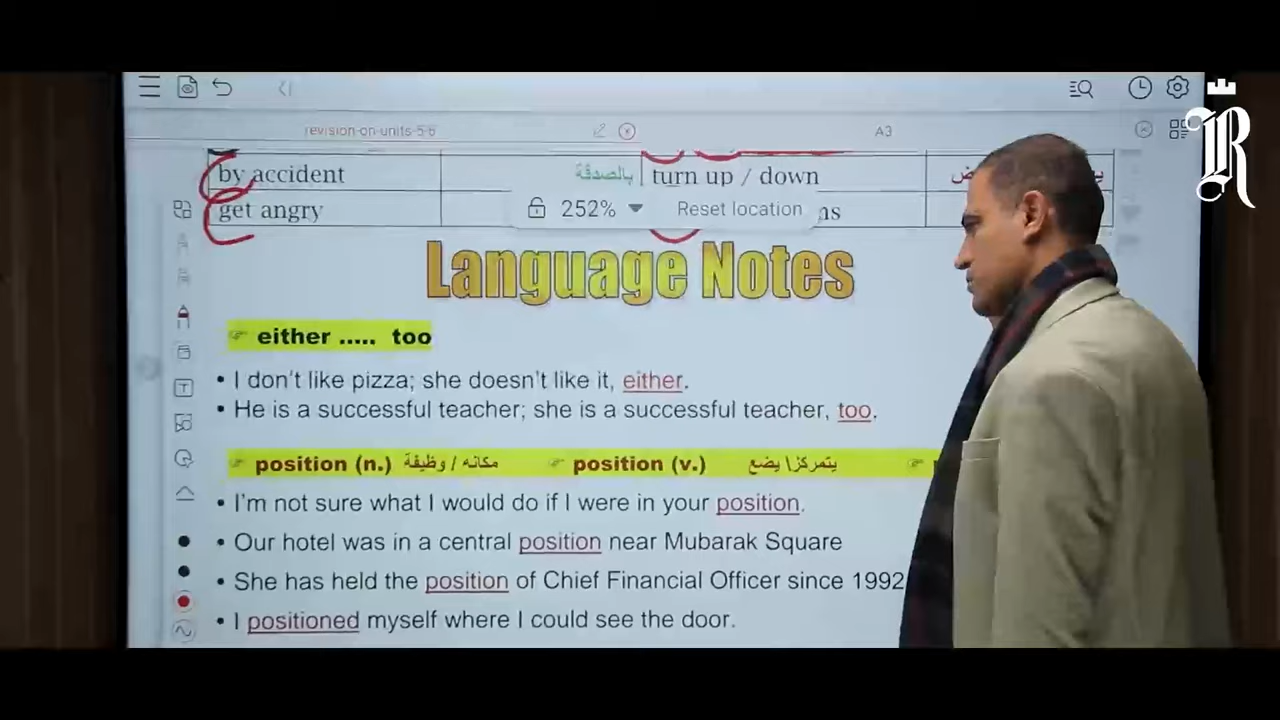 revision-on-units-5-6
A3
by accident بالصدفة turn up / down
get angry
252% Reset location
Language Notes
either ..... too
• I don't like pizza; she doesn't like it, either.
• He is a successful teacher; she is a successful teacher, too.
position (n.) مكانه / وظيفة position (v.) يتمركز\ يضع
• I'm not sure what I would do if I were in your position.
• Our hotel was in a central position near Mubarak Square
• She has held the position of Chief Financial Officer since 1992
• I positioned myself where I could see the door.
R